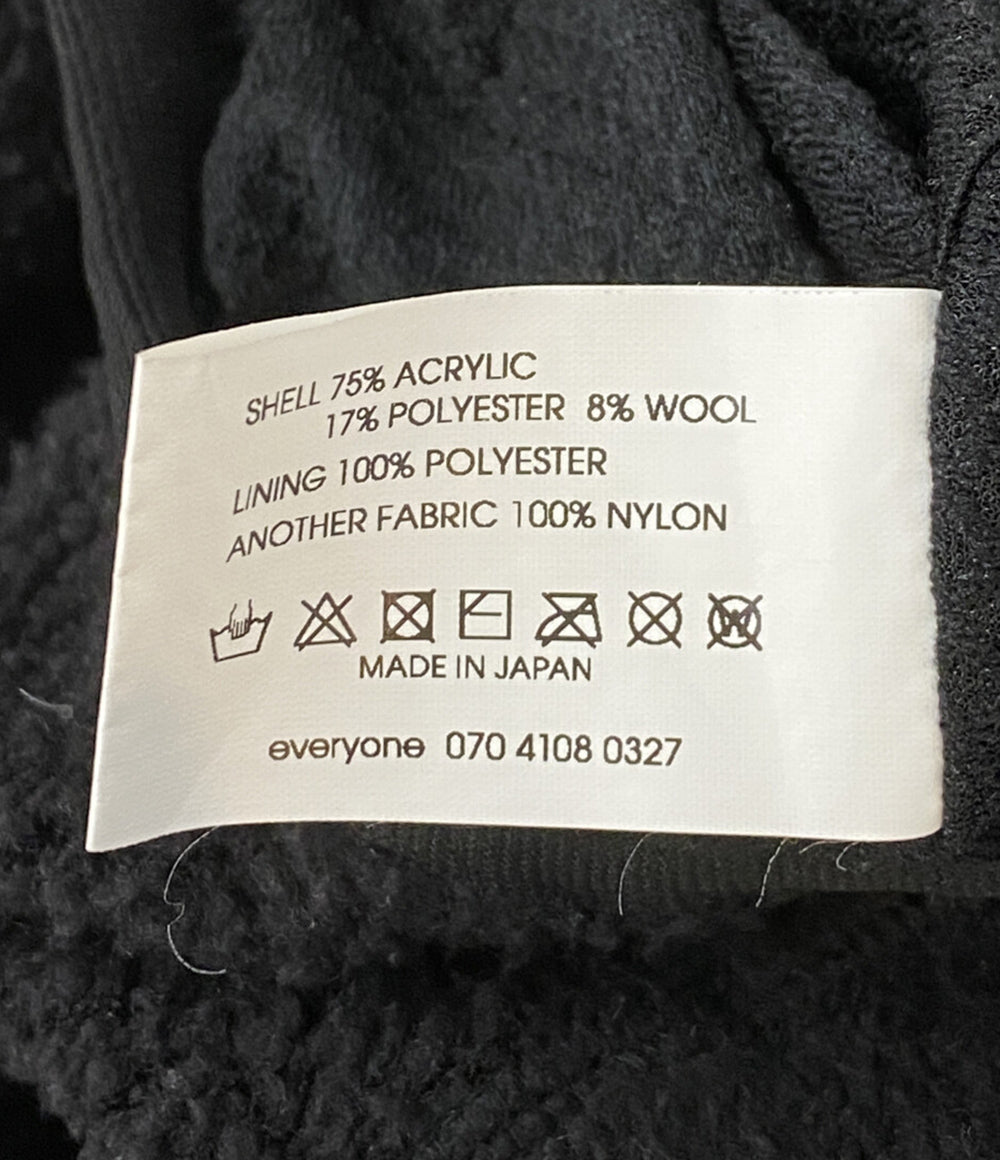 SHELL 75% ACRYLIC
17% POLYESTER 8% WOOL
LINING 100% POLYESTER
ANOTHER FABRIC 100% NYLON
W
MADE IN JAPAN
everyone 070 4108 0327